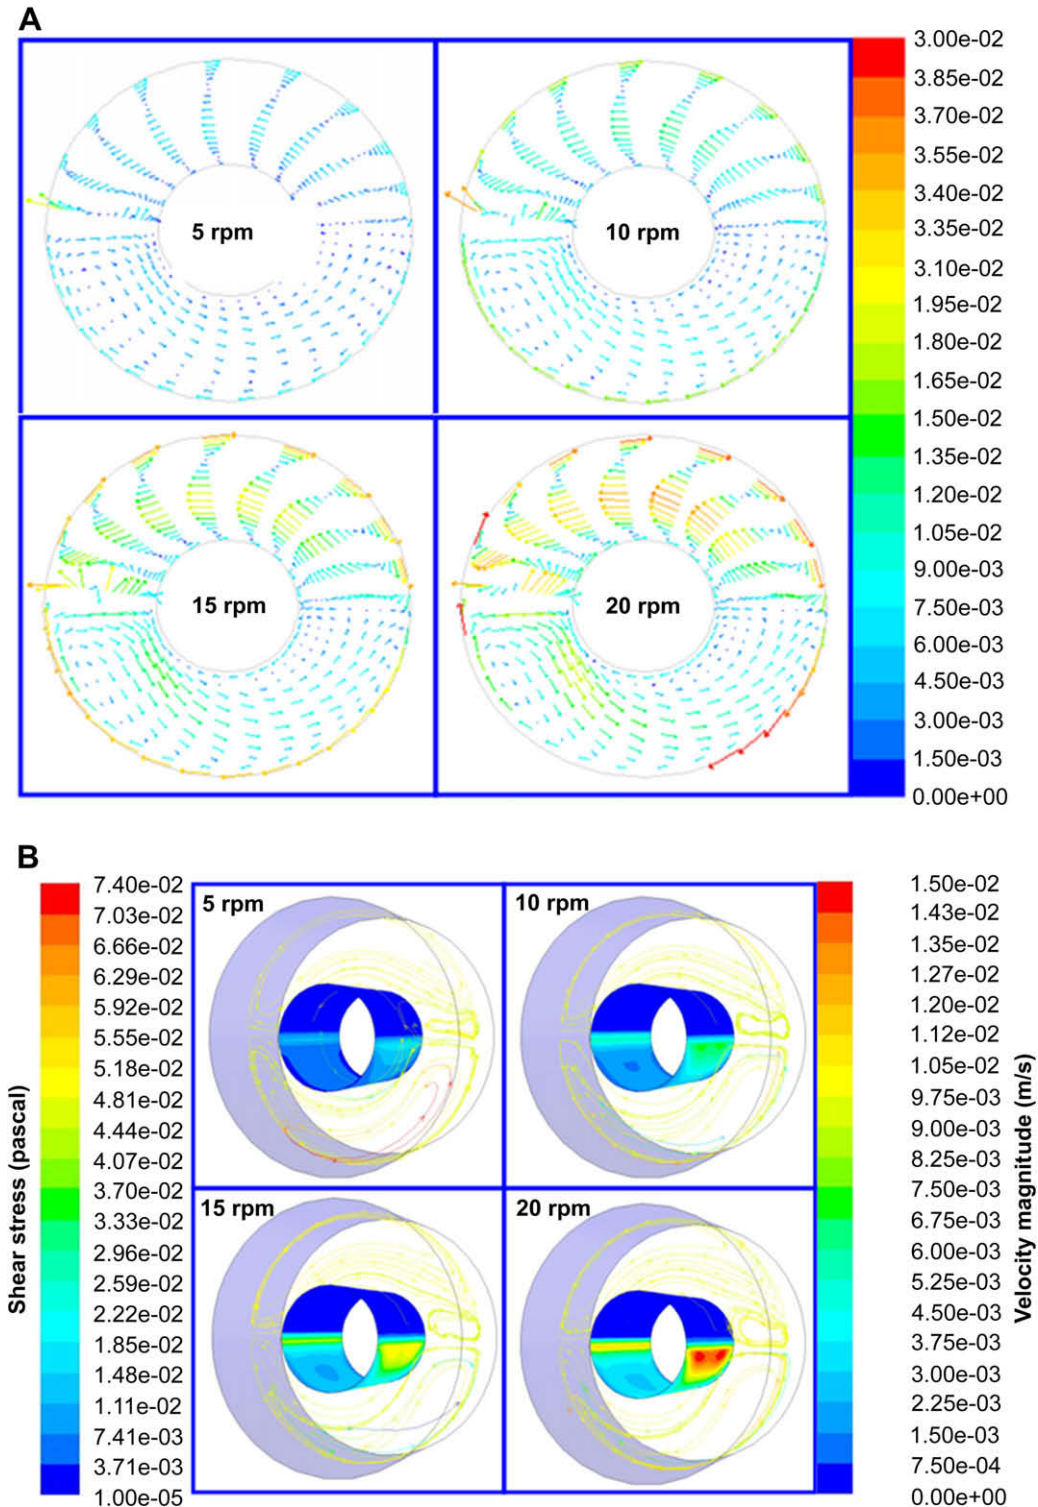 A
5 rpm
10 rpm
15 rpm
20 rpm
3.00e-02
3.85e-02
3.70e-02
3.55e-02
3.40e-02
3.35e-02
3.10e-02
1.95e-02
1.80e-02
1.65e-02
1.50e-02
1.35e-02
1.20e-02
1.05e-02
9.00e-03
7.50e-03
6.00e-03
4.50e-03
3.00e-03
1.50e-03
0.00e+00
B
Shear stress (pascal)
7.40e-02
7.03e-02
6.66e-02
6.29e-02
5.92e-02
5.55e-02
5.18e-02
4.81e-02
4.44e-02
4.07e-02
3.70e-02
3.33e-02
2.96e-02
2.59e-02
2.22e-02
1.85e-02
1.48e-02
1.11e-02
7.41e-03
3.71e-03
1.00e-05
5 rpm
10 rpm
15 rpm
20 rpm
1.50e-02
1.43e-02
1.35e-02
1.27e-02
1.20e-02
1.12e-02
1.05e-02
9.75e-03
9.00e-03
8.25e-03
7.50e-03
6.75e-03
6.00e-03
5.25e-03
4.50e-03
3.75e-03
3.00e-03
2.25e-03
1.50e-03
7.50e-04
0.00e+00
Velocity magnitude (m/s)